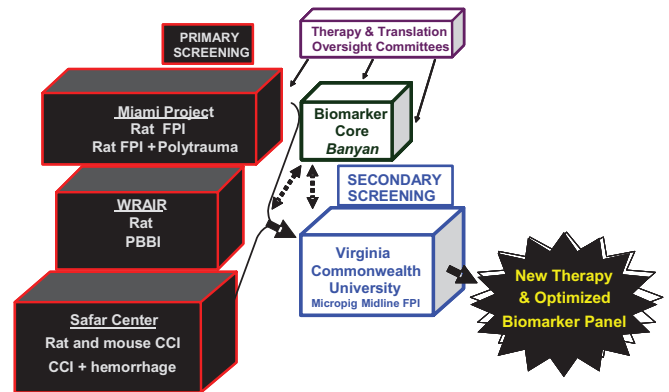 PRIMARY
SCREENING
Therapy & Translation
Oversight Committees
Miami Project
Rat FPI
Rat FPI +Polytrauma
Biomarker
Core
Banyan
WRAIR
Rat
PBBI
SECONDARY
SCREENING
Virginia
Commonwealth
University
Micropig Midline FPI
Safar Center
Rat and mouse CCI
CCI + hemorrhage
New Therapy
& Optimized
Biomarker Panel